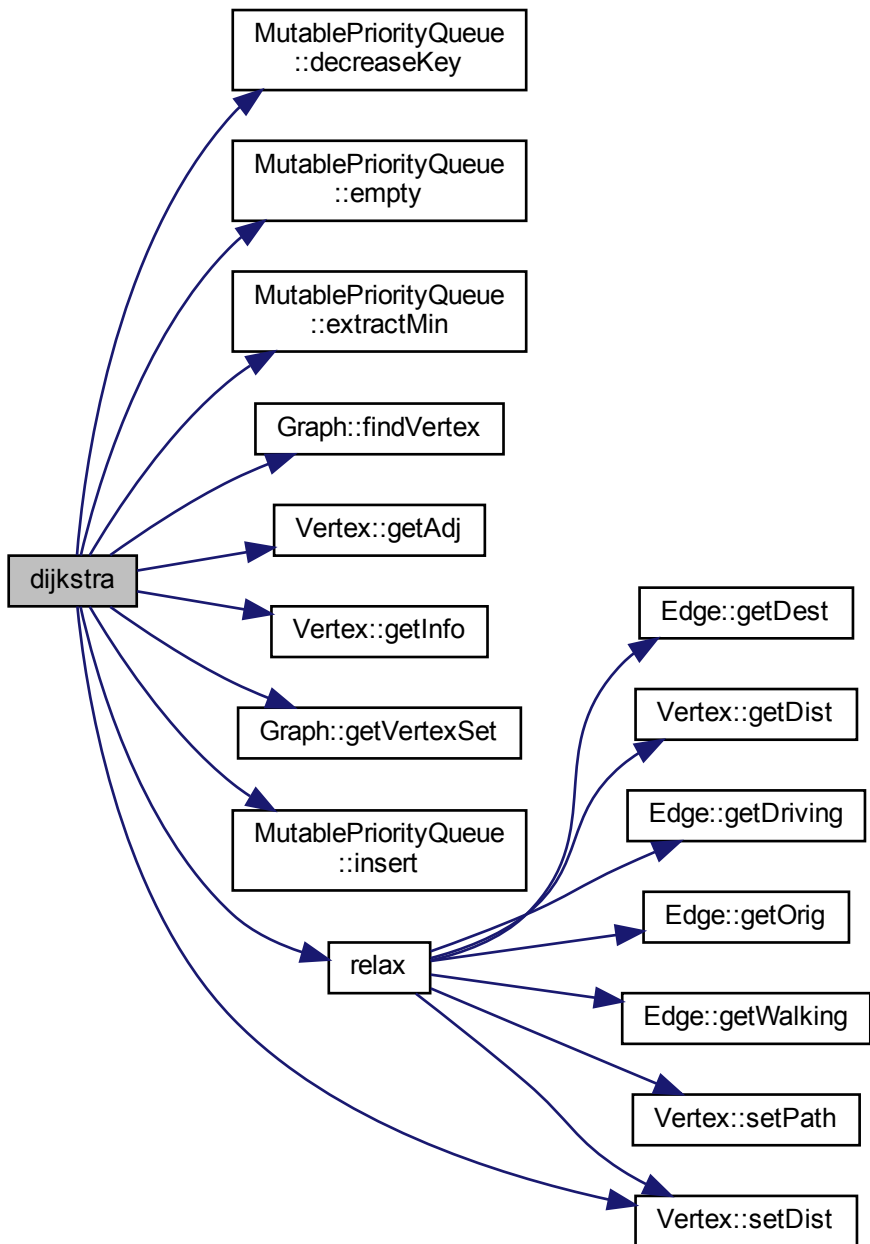 MutablePriorityQueue
::decreaseKey
MutablePriorityQueue
::empty
MutablePriorityQueue
::extractMin
Graph::findVertex
Vertex::getAdj
dijkstra
Vertex::getInfo
Edge::getDest
Graph::getVertexSet
Vertex::getDist
MutablePriorityQueue
::insert
Edge::getDriving
Edge::getOrig
relax
Edge::getWalking
Vertex::setPath
Vertex::setDist